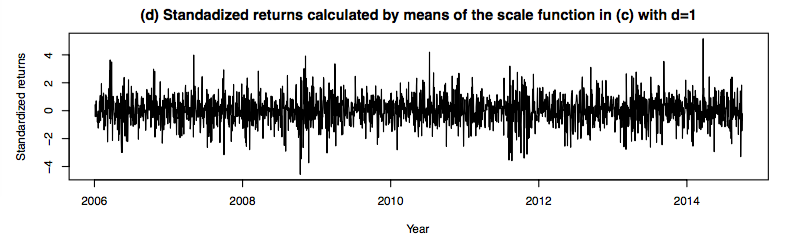 (d) Standadized returns calculated by means of the scale function in (c) with d=1
Standardized returns
4
2
0
−2
−4
2006 2008 2010 2012 2014
Year